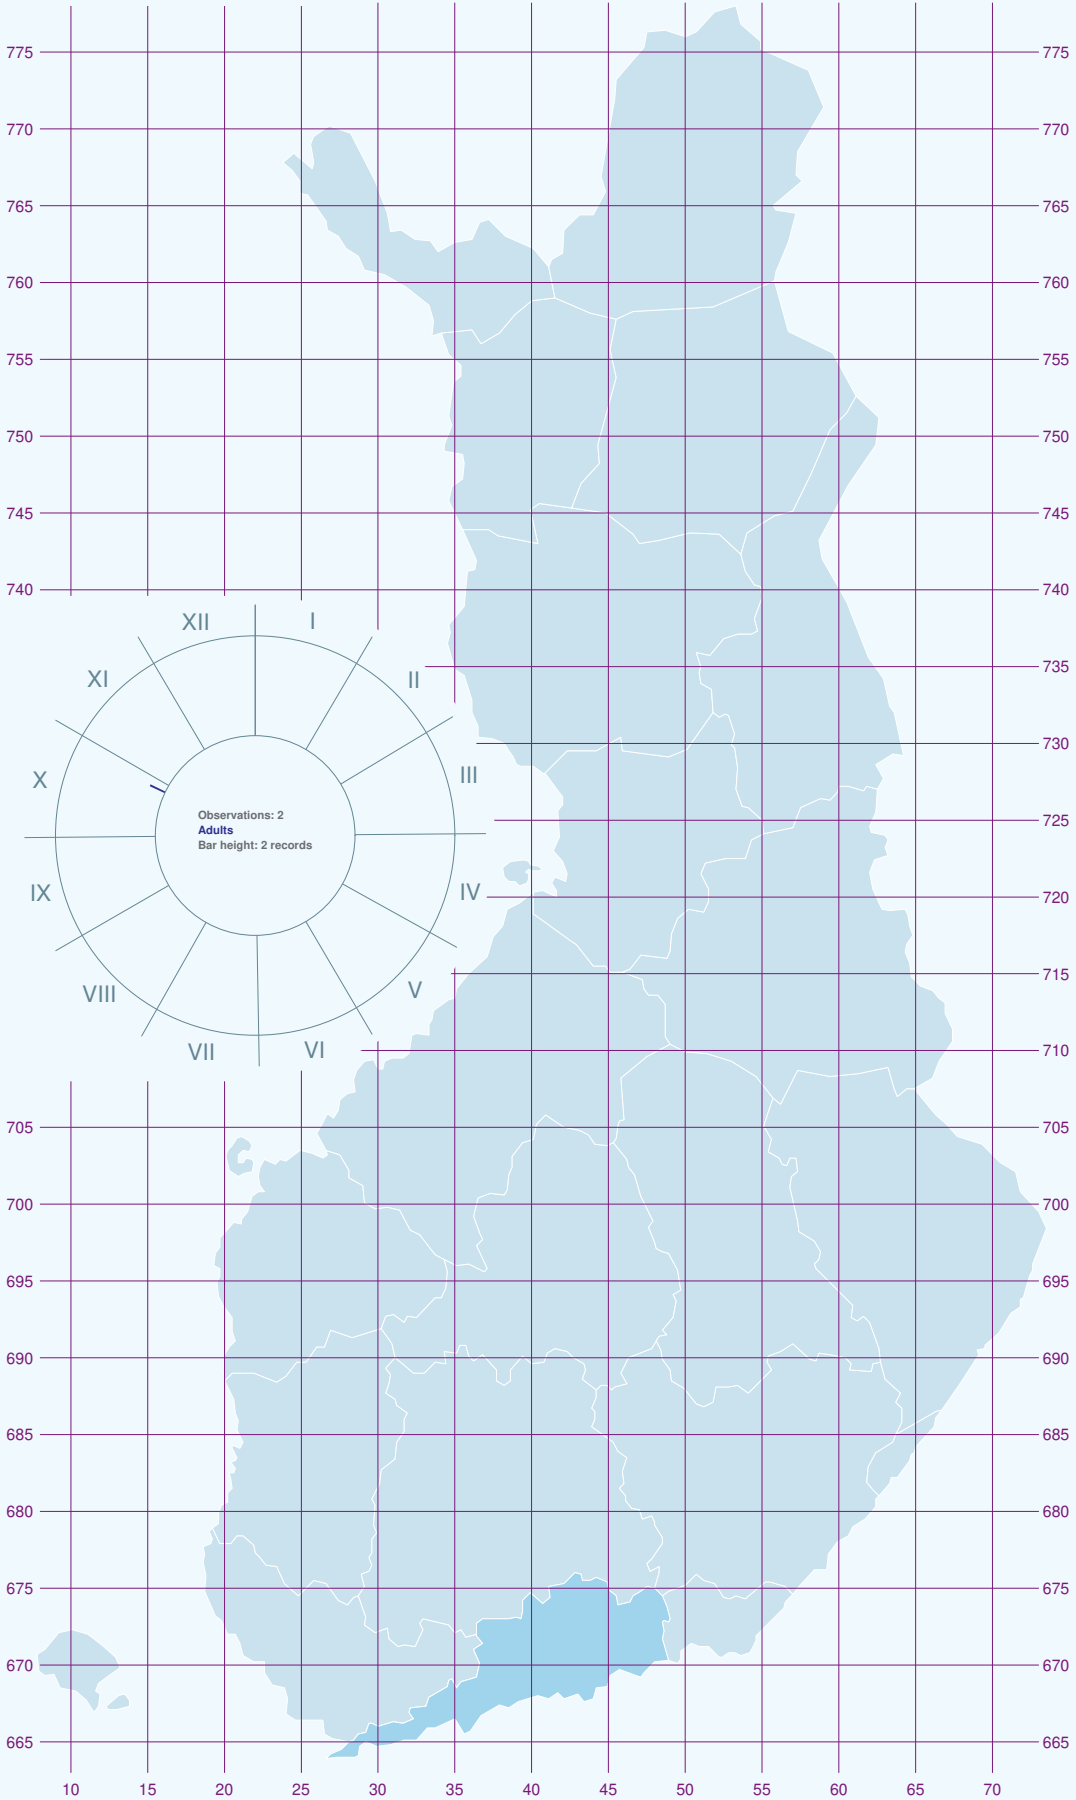 775 775
770 770
765 765
760 760
755 755
750 750
745 745
740 740
XII I
XI II
735
730
X III
Observations: 2
Adults
Bar height: 2 records
725
IX IV
720
VIII V
715
VII VI
710
705 705
700 700
695 695
690 690
685 685
680 680
675 675
670 670
665 665
10 15 20 25 30 35 40 45 50 55 60 65 70